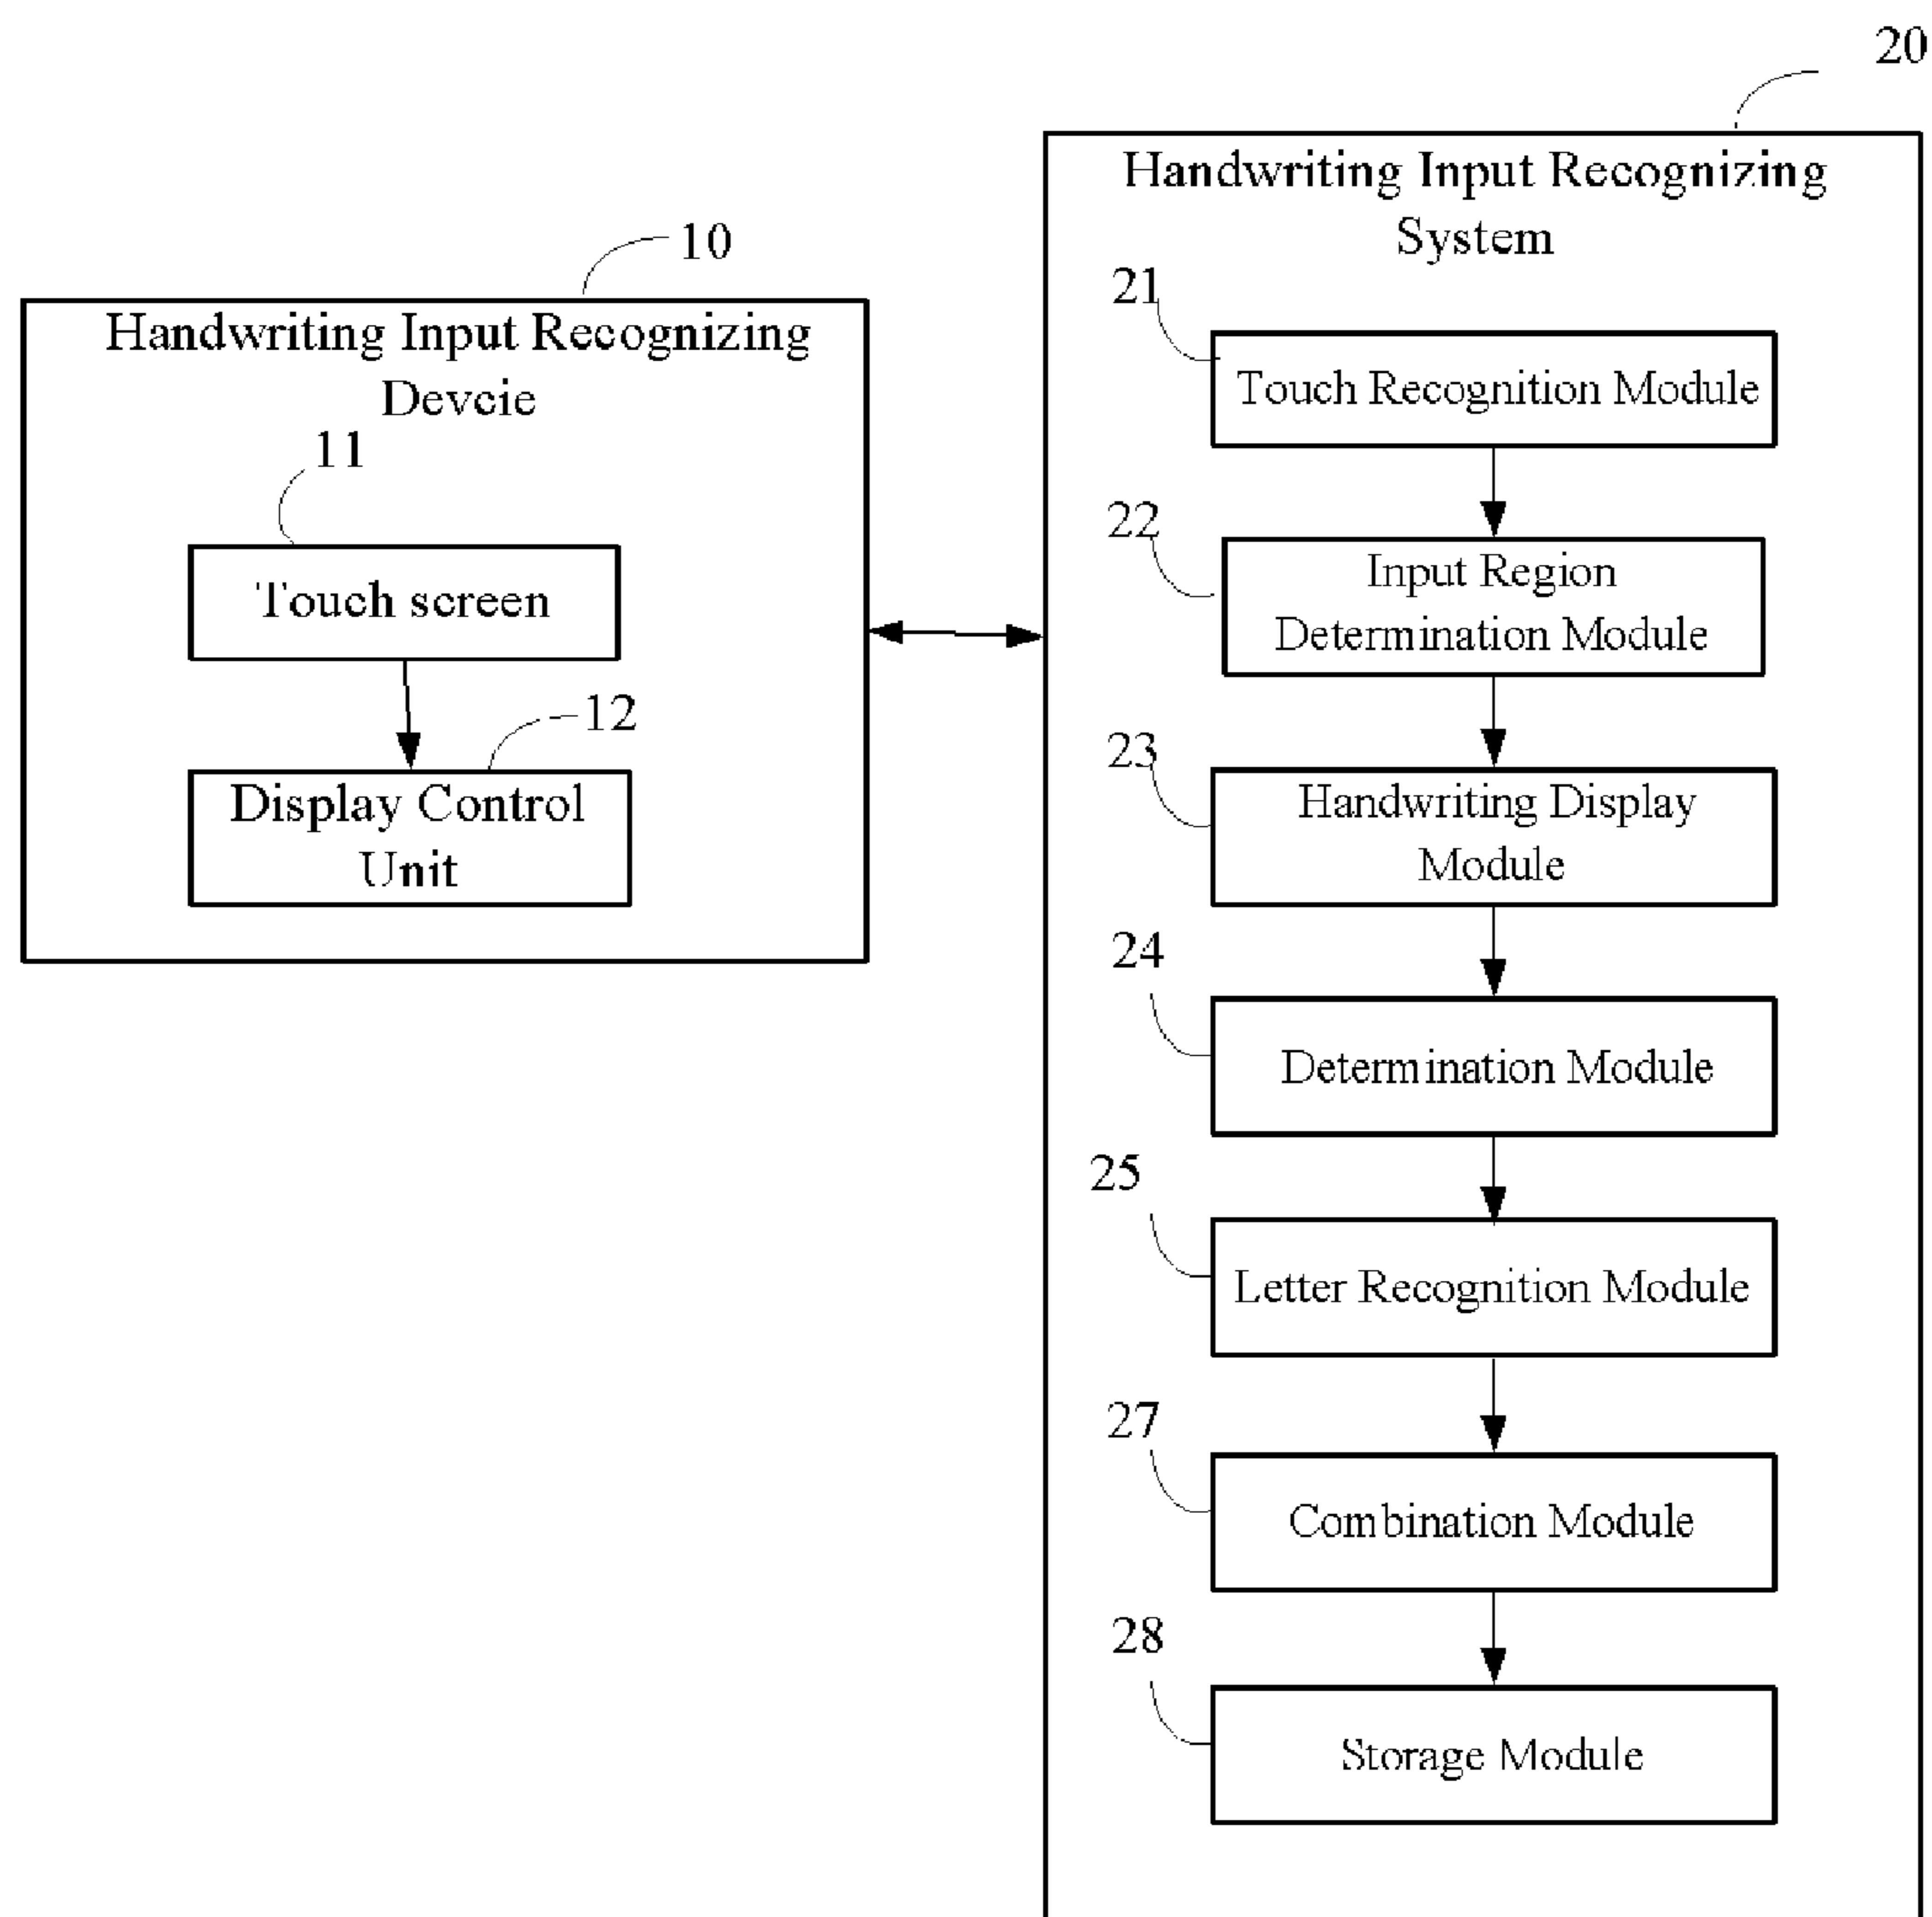 20
Handwriting Input Recognizing
System
10
Handwriting Input Recognizing
Devcie
11
Touch screen
12
Display Control
Unit
21
Touch Recognition Module
22
Input Region
Determination Module
23
Handwriting Display
Module
24
Determination Module
25
Letter Recognition Module
27
Combination Module
28
Storage Module